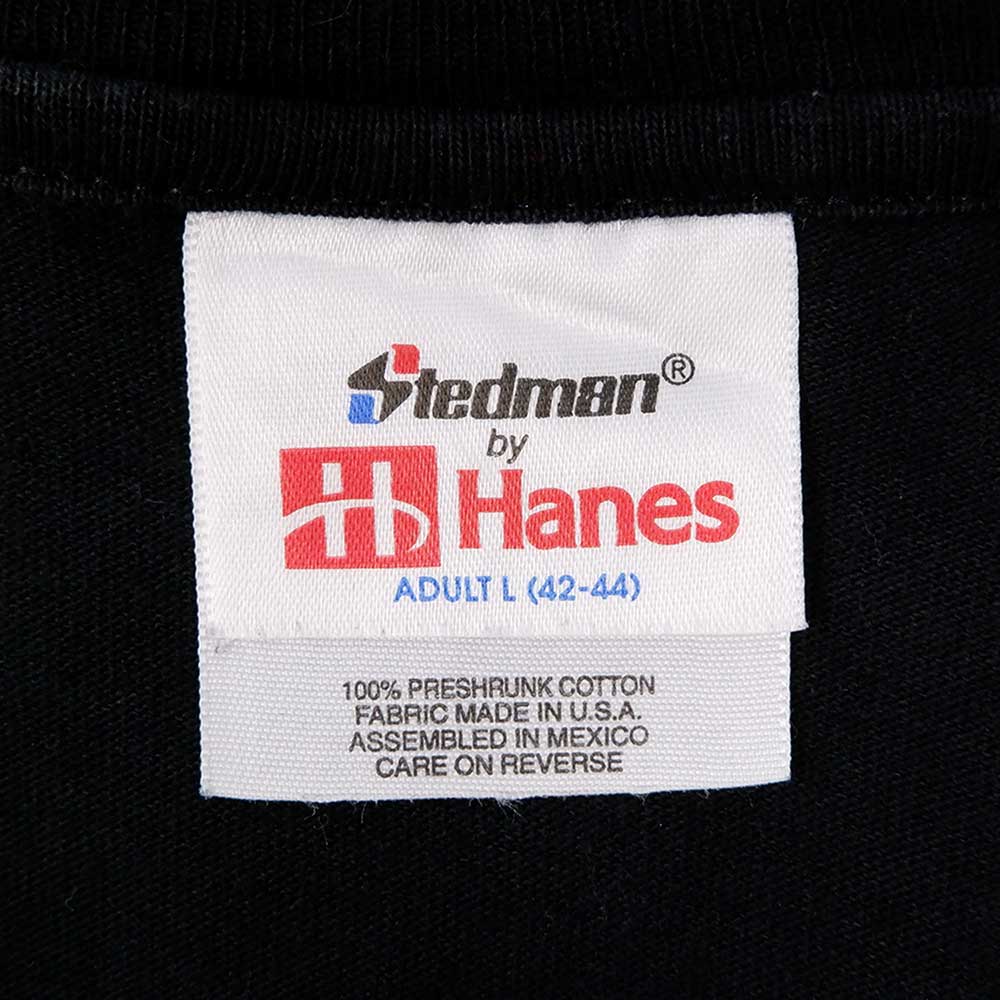 Stedman®
by
Hanes
ADULT L (42-44)
100% PRESHRUNK COTTON
FABRIC MADE IN U.S.A.
ASSEMBLED IN MEXICO
CARE ON REVERSE